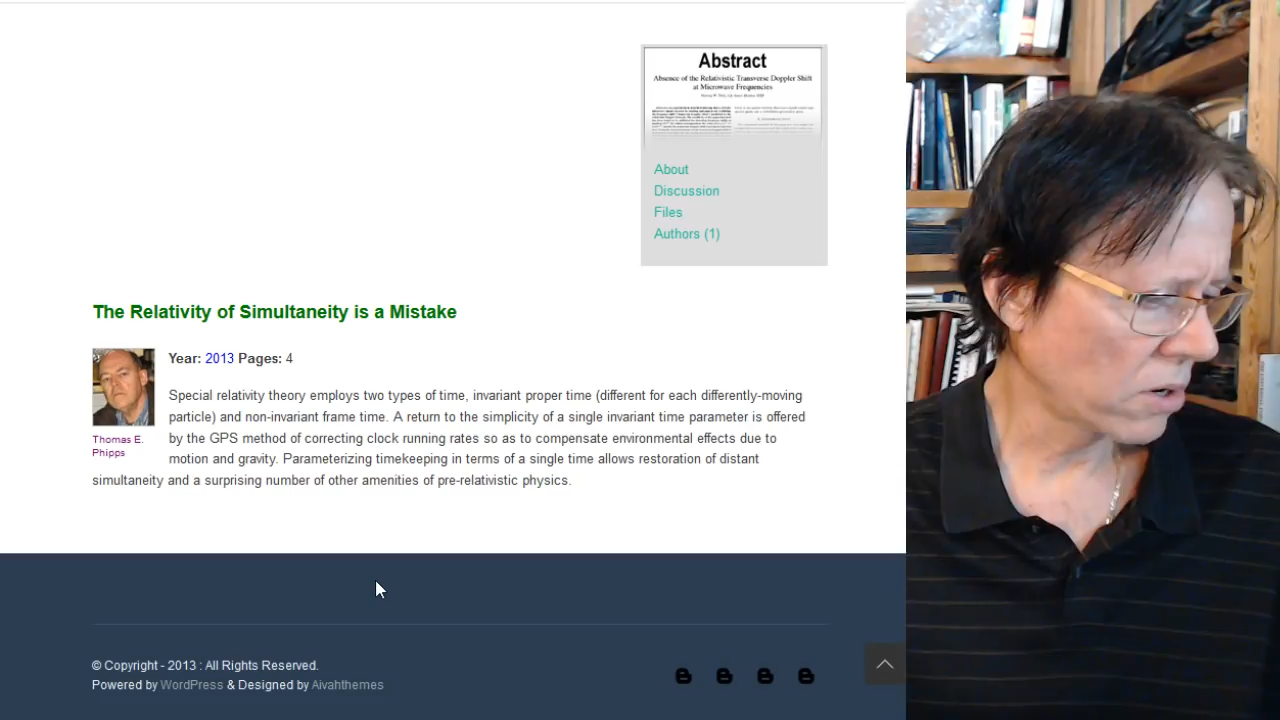 Abstract
Absence of the Relativistic Transverse Doppler Shift
at Microwave Frequencies
About
Discussion
Files
Authors (1)
The Relativity of Simultaneity is a Mistake
Year: 2013 Pages: 4
Special relativity theory employs two types of time, invariant proper time (different for each differently-moving
particle) and non-invariant frame time. A return to the simplicity of a single invariant time parameter is offered
by the GPS method of correcting clock running rates so as to compensate environmental effects due to
motion and gravity. Parameterizing timekeeping in terms of a single time allows restoration of distant
simultaneity and a surprising number of other amenities of pre-relativistic physics.
Thomas E.
Phipps
© Copyright - 2013 : All Rights Reserved.
Powered by WordPress & Designed by Aivahthemes